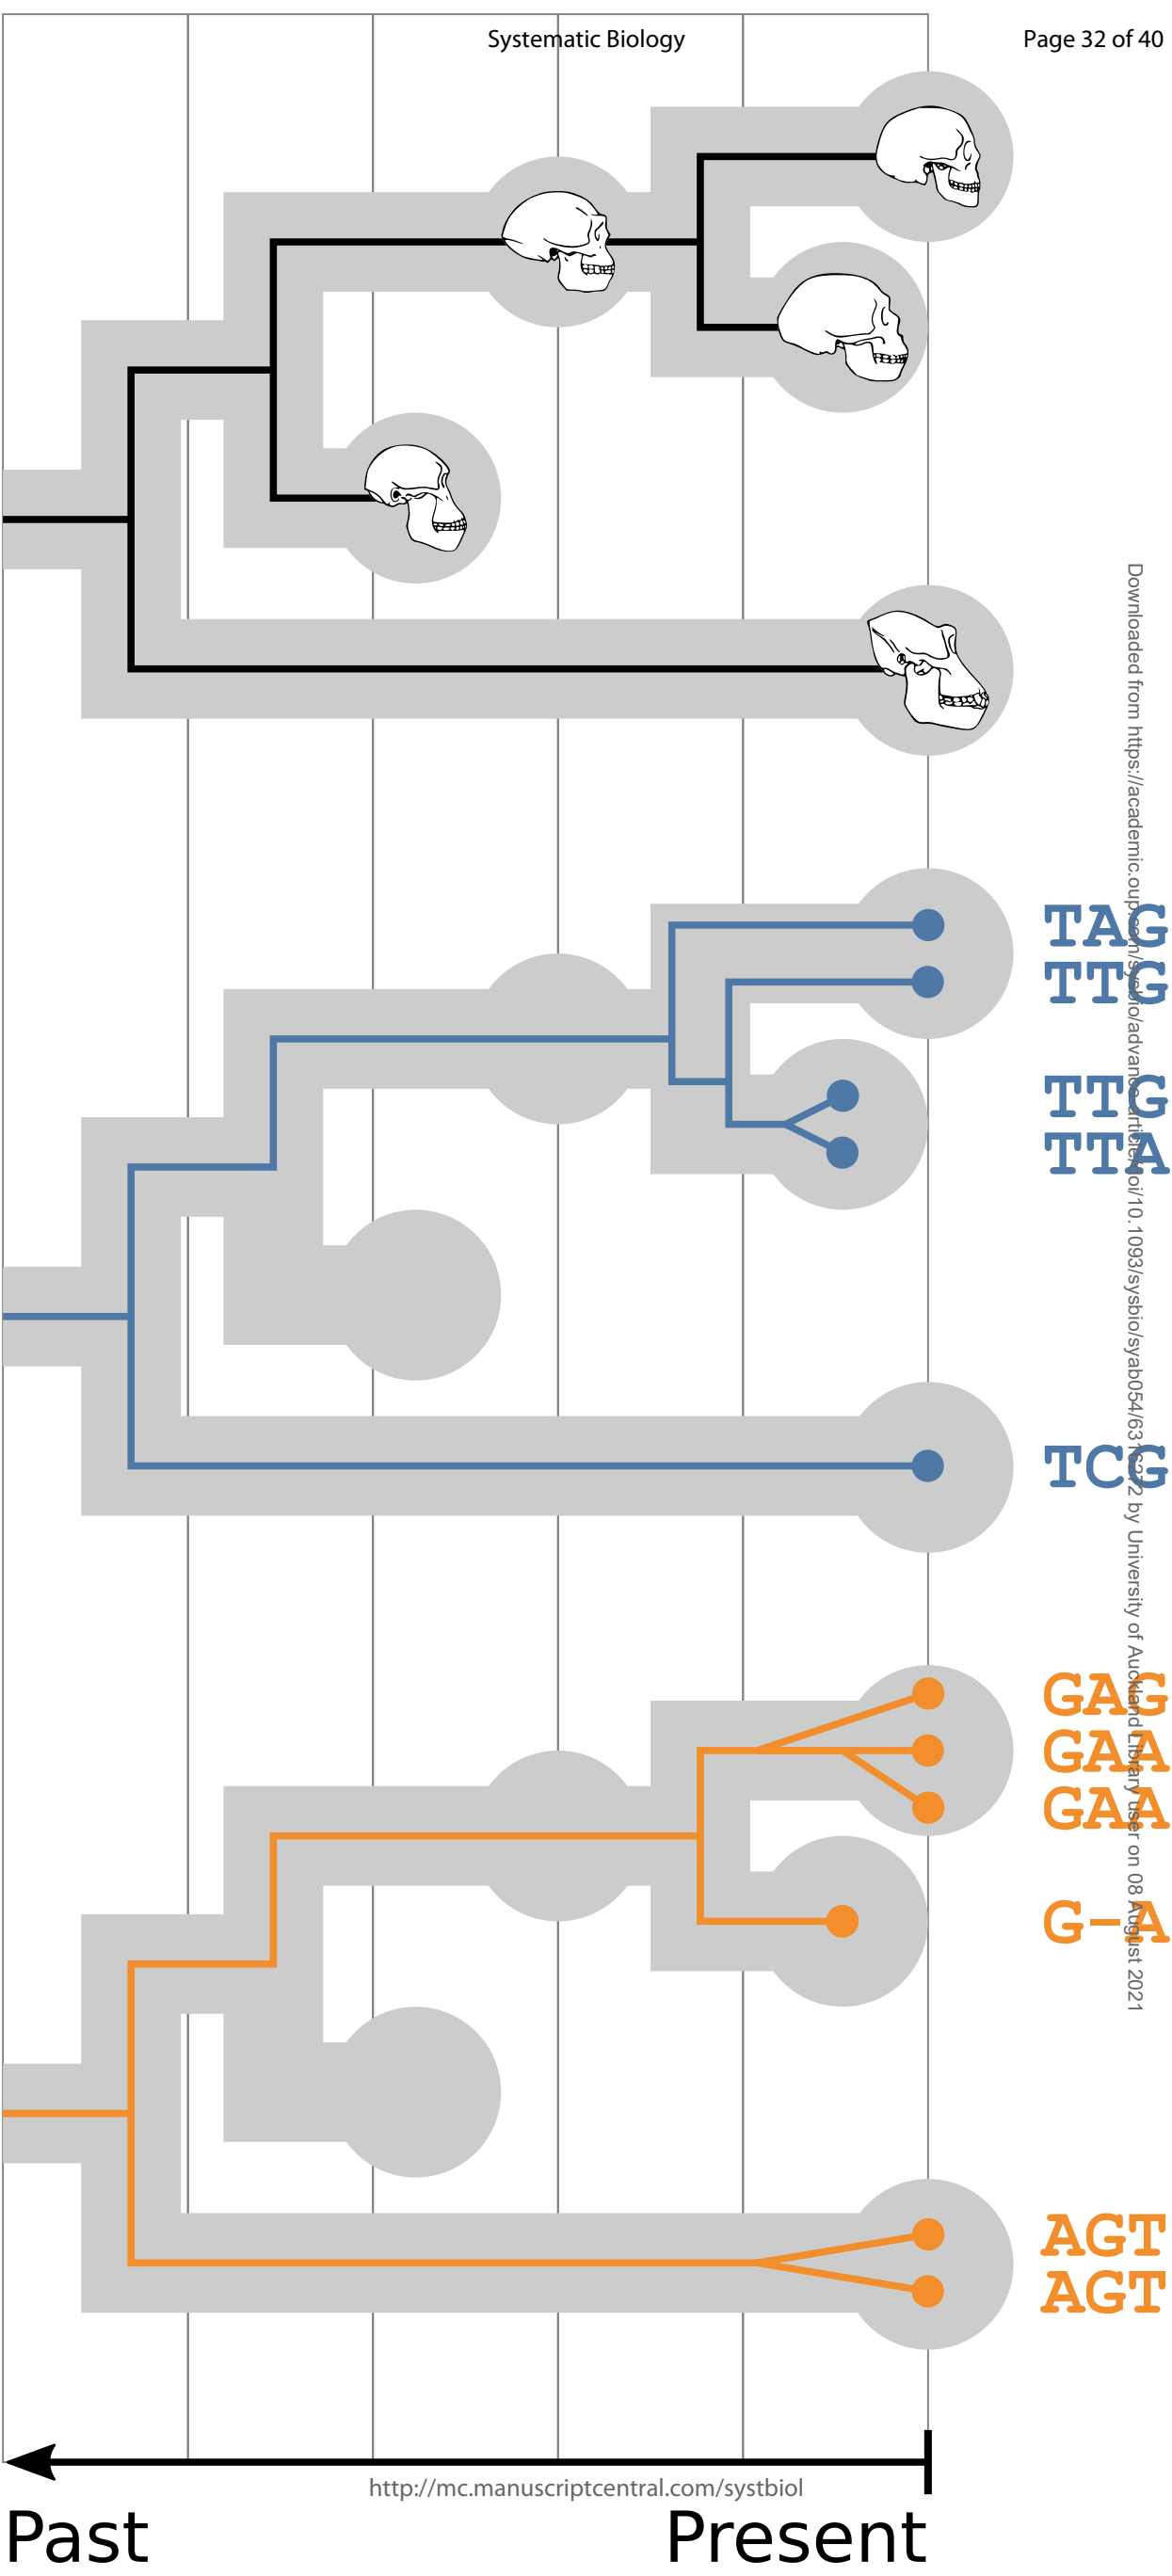 Systematic Biology
Page 32 of 40
Downloaded from https://academic.oup.com/sysbio/advance-article/doi/10.1093/sysbio/syab054/6316272 by University of Auckland Library user on 08 August 2021
TAG
TTG
TTG
TTA
TCG
GAG
GAA
GAA
G–A
AGT
AGT
http://mc.manuscriptcentral.com/systbiol
Past
Present